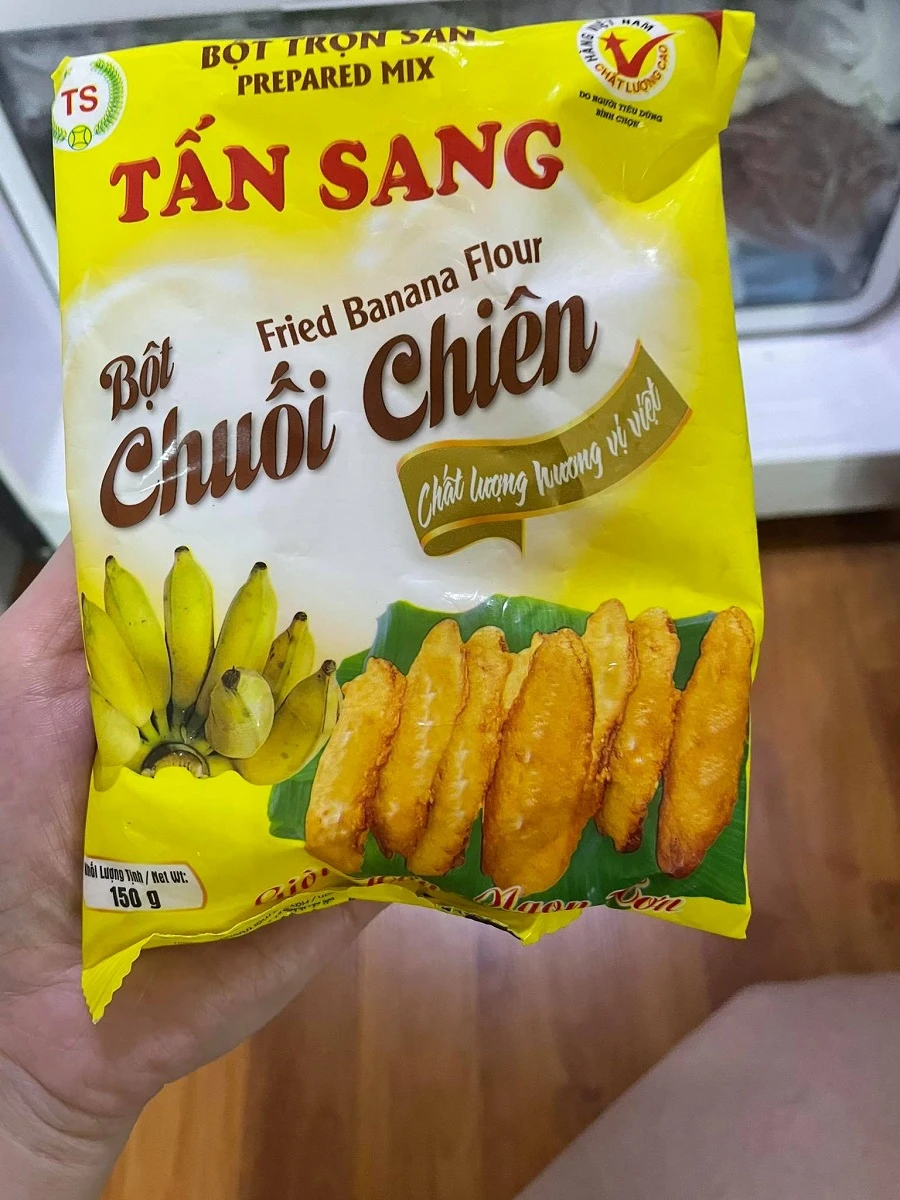 BỘT TRỘN SẴN
PREPARED MIX
TS
HÀNG VIỆT NAM
CHẤT LƯỢNG CAO
DO NGƯỜI TIÊU DÙNG
BÌNH CHỌN
TẤN SANG
Fried Banana Flour
Bột
Chuối Chiên
Chất lượng hương vị việt
Khối Lượng Tịnh / Net Wt:
150 g
Ngon